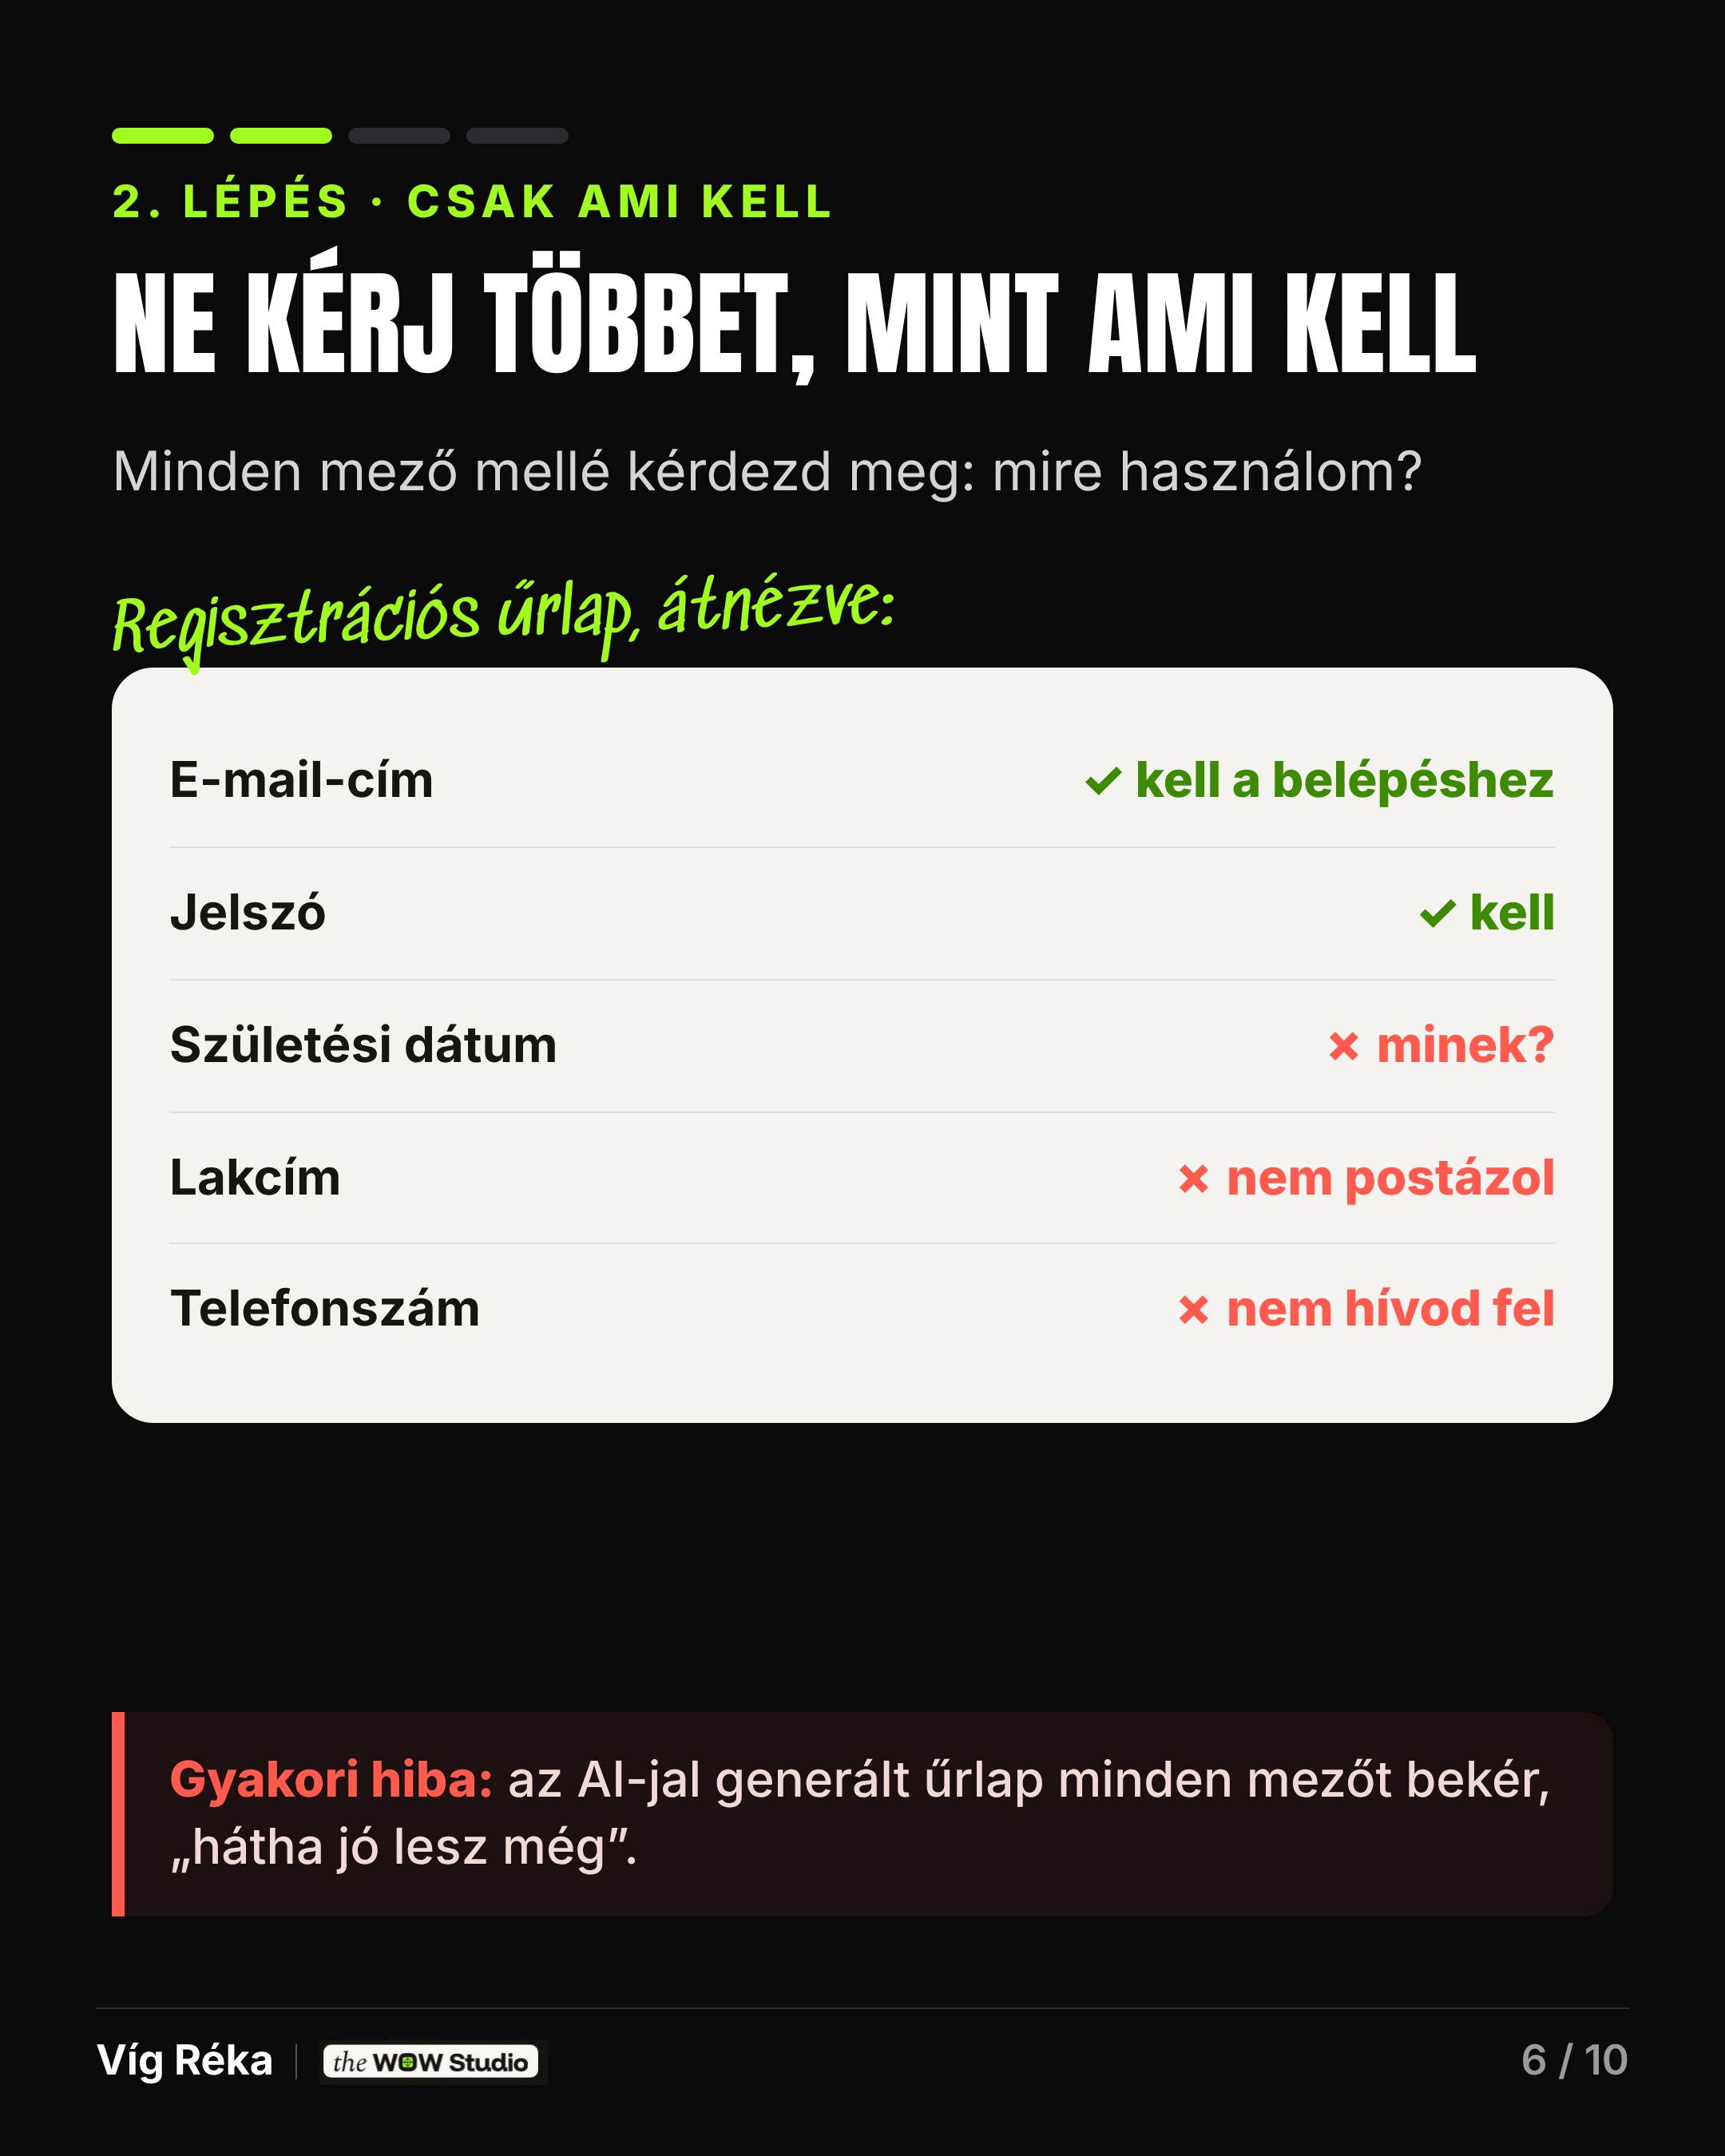 2. LÉPÉS · CSAK AMI KELL
NE KÉRJ TÖBBET, MINT AMI KELL
Minden mező mellé kérdezd meg: mire használom?
Regisztrációs űrlap, átnézve:
E-mail-cím ✓ kell a belépéshez
Jelszó ✓ kell
Születési dátum × minek?
Lakcím × nem postázol
Telefonszám × nem hívod fel
Gyakori hiba: az AI-jal generált űrlap minden mezőt bekér,
„hátha jó lesz még”.
Víg Réka | the WOW Studio 6 / 10